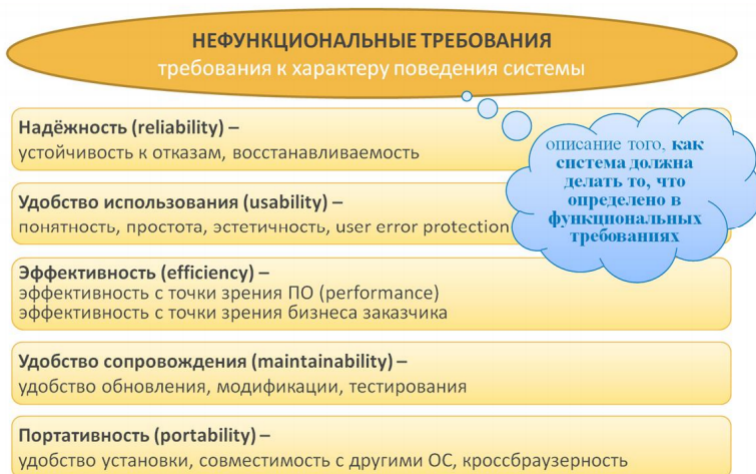 НЕФУНКЦИОНАЛЬНЫЕ ТРЕБОВАНИЯ
требования к характеру поведения системы
Надёжность (reliability) –
устойчивость к отказам, восстанавливаемость
описание того, как
система должна
делать то, что
определено в
функциональных
требованиях
Удобство использования (usability) –
понятность, простота, эстетичность, user error protection
Эффективность (efficiency) –
эффективность с точки зрения ПО (performance)
эффективность с точки зрения бизнеса заказчика
Удобство сопровождения (maintainability) –
удобство обновления, модификации, тестирования
Портативность (portability) –
удобство установки, совместимость с другими ОС, кроссбраузерность